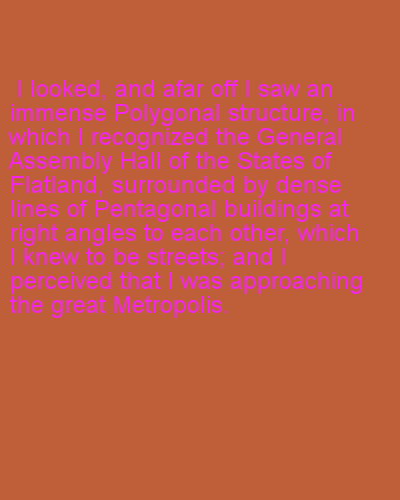 I looked, and afar off I saw an
immense Polygonal structure, in
which I recognized the General
Assembly Hall of the States of
Flatland, surrounded by dense
lines of Pentagonal buildings at
right angles to each other, which
I knew to be streets; and I
perceived that I was approaching
the great Metropolis.